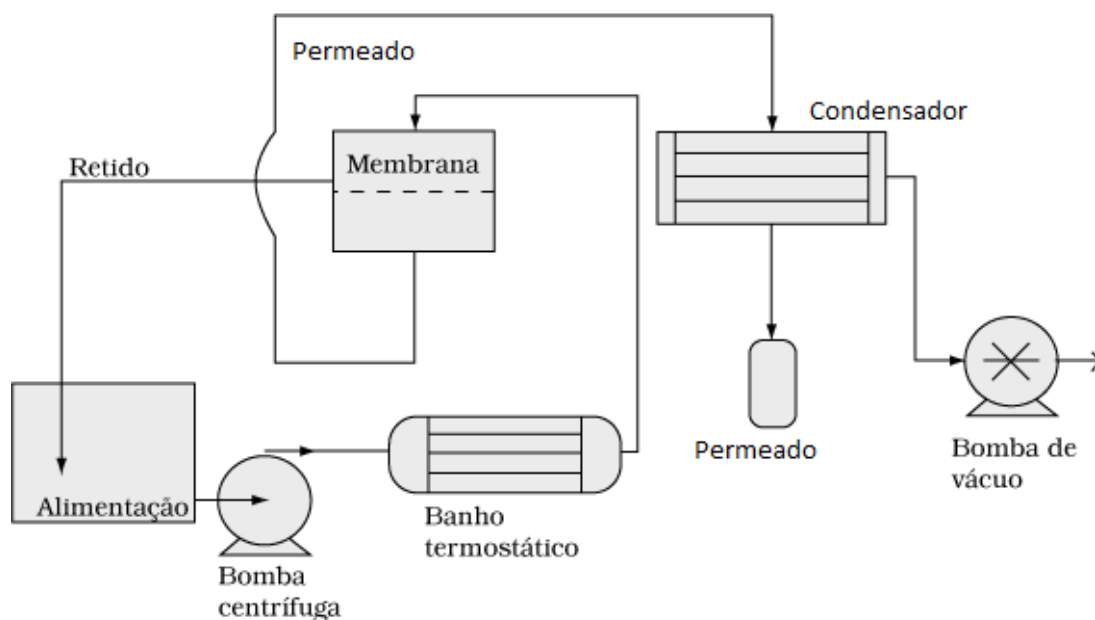 Permeado
Condensador
Membrana
Retido
Permeado
Alimentação
Banho
termostático
Bomba de
vácuo
Bomba
centrífuga